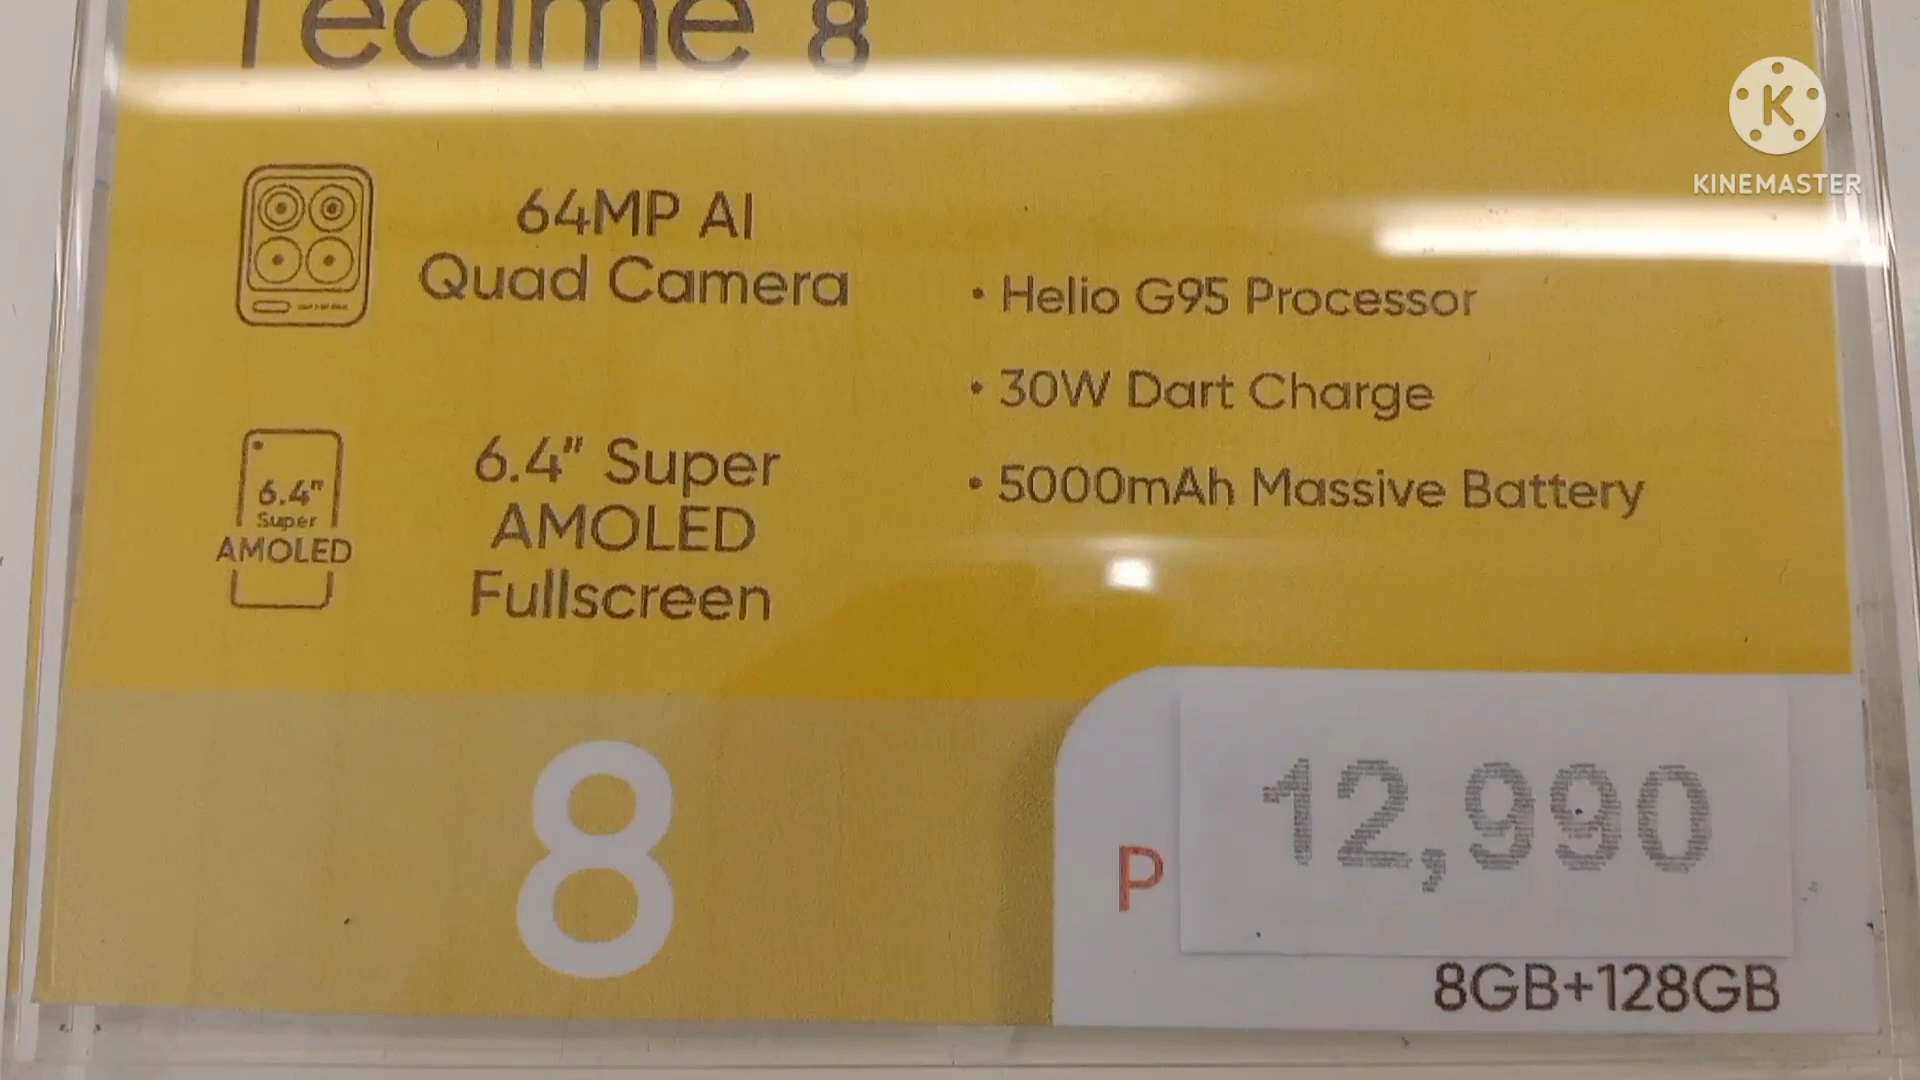 realme 8
KINEMASTER
64MP AI
Quad Camera
• Helio G95 Processor
• 30W Dart Charge
• 5000mAh Massive Battery
6.4"
Super
AMOLED
6.4" Super
AMOLED
Fullscreen
8
P 12,990
8GB+128GB